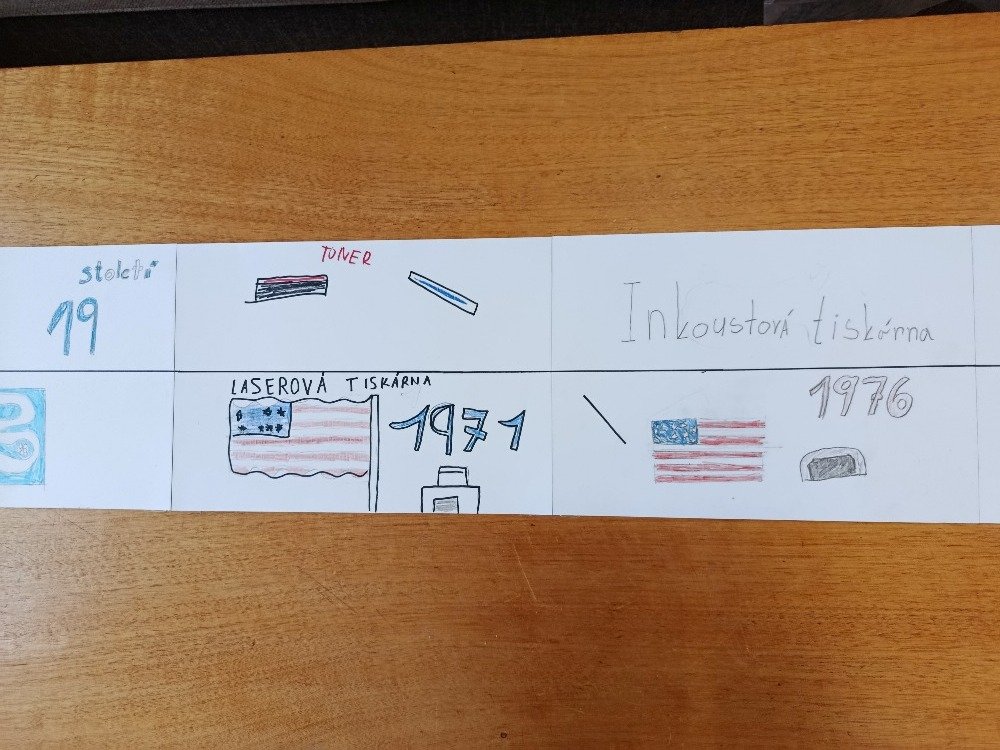 století
19
TONER
LASEROVÁ TISKÁRNA
1971
Inkoustová tiskárna
1976